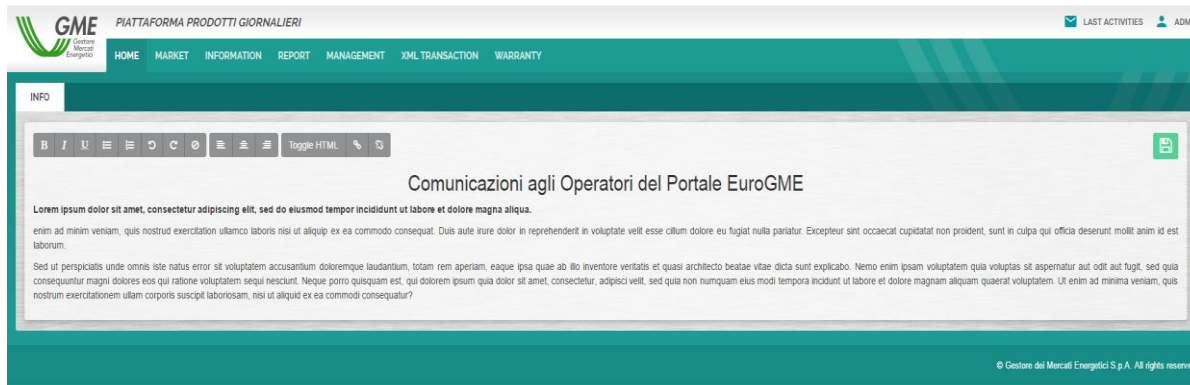 GME
Gestore
Mercati
Energetici
PIATTAFORMA PRODOTTI GIORNALIERI
LAST ACTIVITIES ADM
HOME MARKET INFORMATION REPORT MANAGEMENT XML TRANSACTION WARRANTY
INFO
B I U Toggle HTML
Comunicazioni agli Operatori del Portale EuroGME
Lorem ipsum dolor sit amet, consectetur adipiscing elit, sed do eiusmod tempor incididunt ut labore et dolore magna aliqua.
enim ad minim veniam, quis nostrud exercitation ullamco laboris nisi ut aliquip ex ea commodo consequat. Duis aute irure dolor in reprehenderit in voluptate velit esse cillum dolore eu fugiat nulla pariatur. Excepteur sint occaecat cupidatat non proident, sunt in culpa qui officia deserunt mollit anim id est
laborum.
Sed ut perspiciatis unde omnis iste natus error sit voluptatem accusantium doloremque laudantium, totam rem aperiam, eaque ipsa quae ab illo inventore veritatis et quasi architecto beatae vitae dicta sunt explicabo. Nemo enim ipsam voluptatem quia voluptas sit aspernatur aut odit aut fugit, sed quia
consequuntur magni dolores eos qui ratione voluptatem sequi nesciunt. Neque porro quisquam est, qui dolorem ipsum quia dolor sit amet, consectetur, adipisci velit, sed quia non numquam eius modi tempora incidunt ut labore et dolore magnam aliquam quaerat voluptatem. Ut enim ad minima veniam, quis
nostrum exercitationem ullam corporis suscipit laboriosam, nisi ut aliquid ex ea commodi consequatur?
© Gestore dei Mercati Energetici S.p.A. All rights reserve